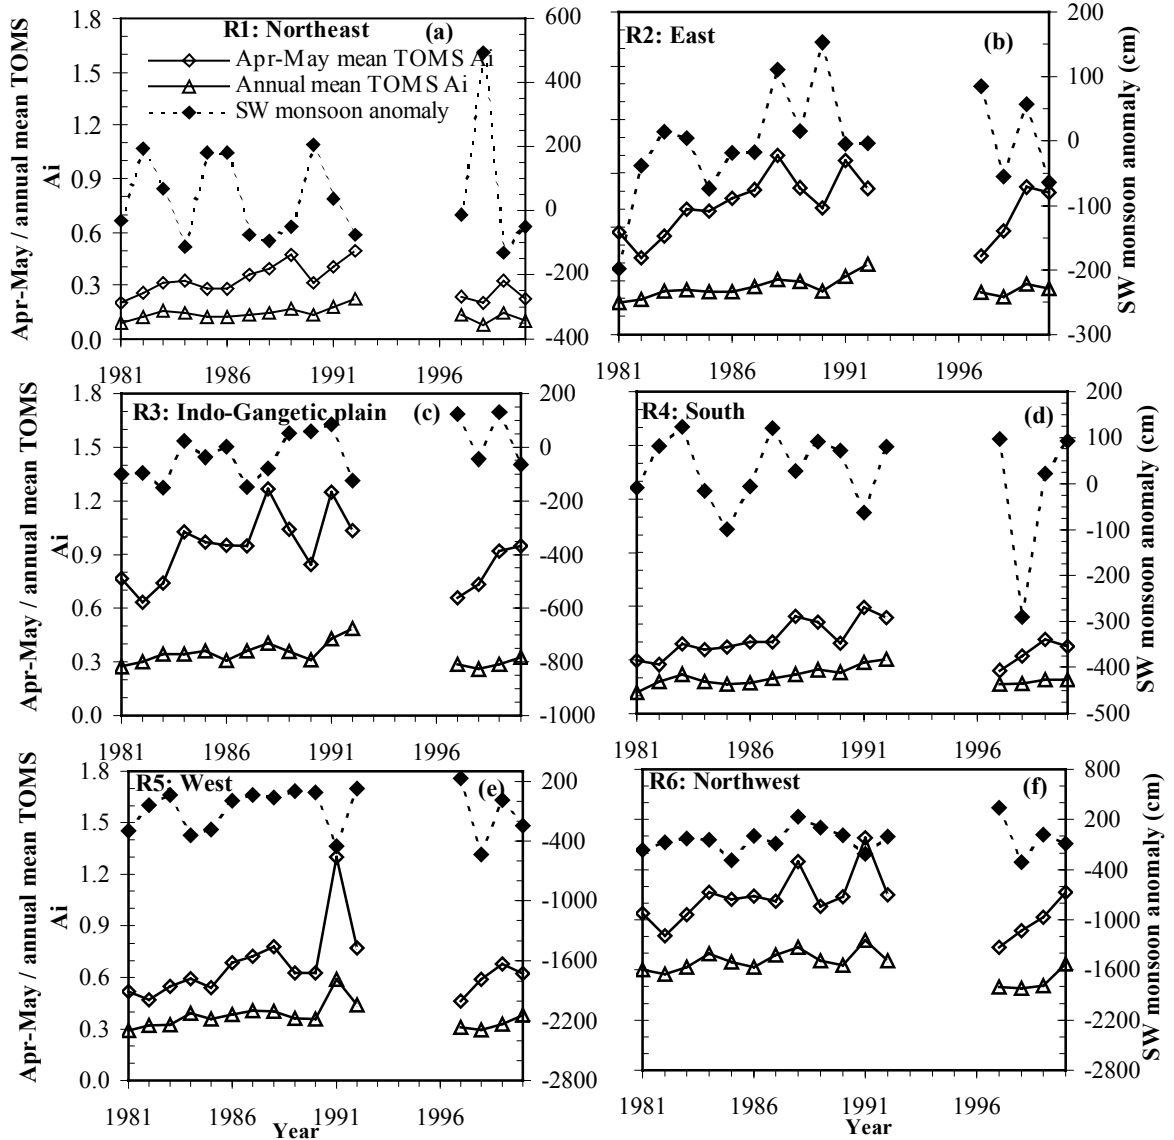 R1: Northeast (a)
Apr-May mean TOMS Ai
Annual mean TOMS Ai
SW monsoon anomaly
Apr-May / annual mean TOMS
Ai
1.8
1.5
1.2
0.9
0.6
0.3
0.0
600
400
200
0
-200
-400
1981 1986 1991 1996
R2: East (b)
200
100
0
-100
-200
-300
SW monsoon anomaly (cm)
1981 1986 1991 1996
R3: Indo-Gangetic plain (c)
Apr-May / annual mean TOMS
Ai
1.8
1.5
1.2
0.9
0.6
0.3
0.0
200
0
-200
-400
-600
-800
-1000
1981 1986 1991 1996
R4: South (d)
200
100
0
-100
-200
-300
-400
-500
SW monsoon anomaly (cm)
1981 1986 1991 1996
R5: West (e)
Apr-May / annual mean TOMS
Ai
1.8
1.5
1.2
0.9
0.6
0.3
0.0
200
-400
-1000
-1600
-2200
-2800
1981 1986 1991 1996
Year
R6: Northwest (f)
800
200
-400
-1000
-1600
-2200
-2800
SW monsoon anomaly (cm)
1981 1986 1991 1996
Year